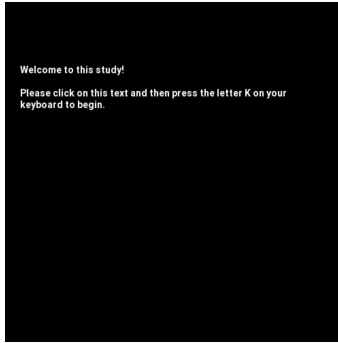 Welcome to this study!
Please click on this text and then press the letter K on your
keyboard to begin.